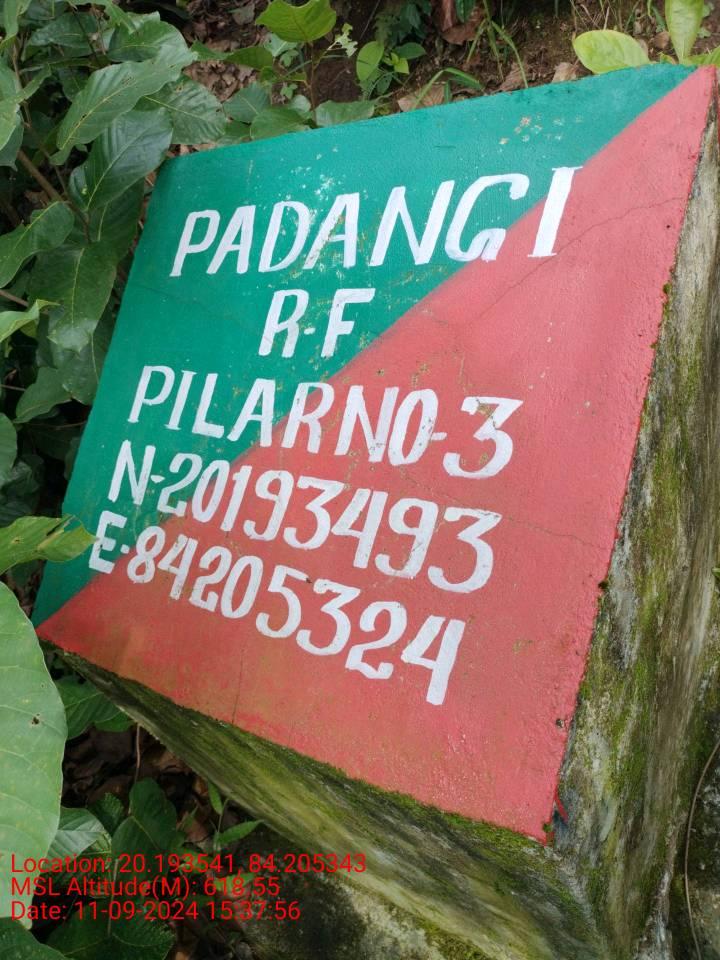 PADANGI
R-F
PILAR NO-3
N-20193493
E-84205324
Location: 20.193541, 84.205343
MSL Altitude(M): 618.55
Date: 11-09-2024 15:37:56